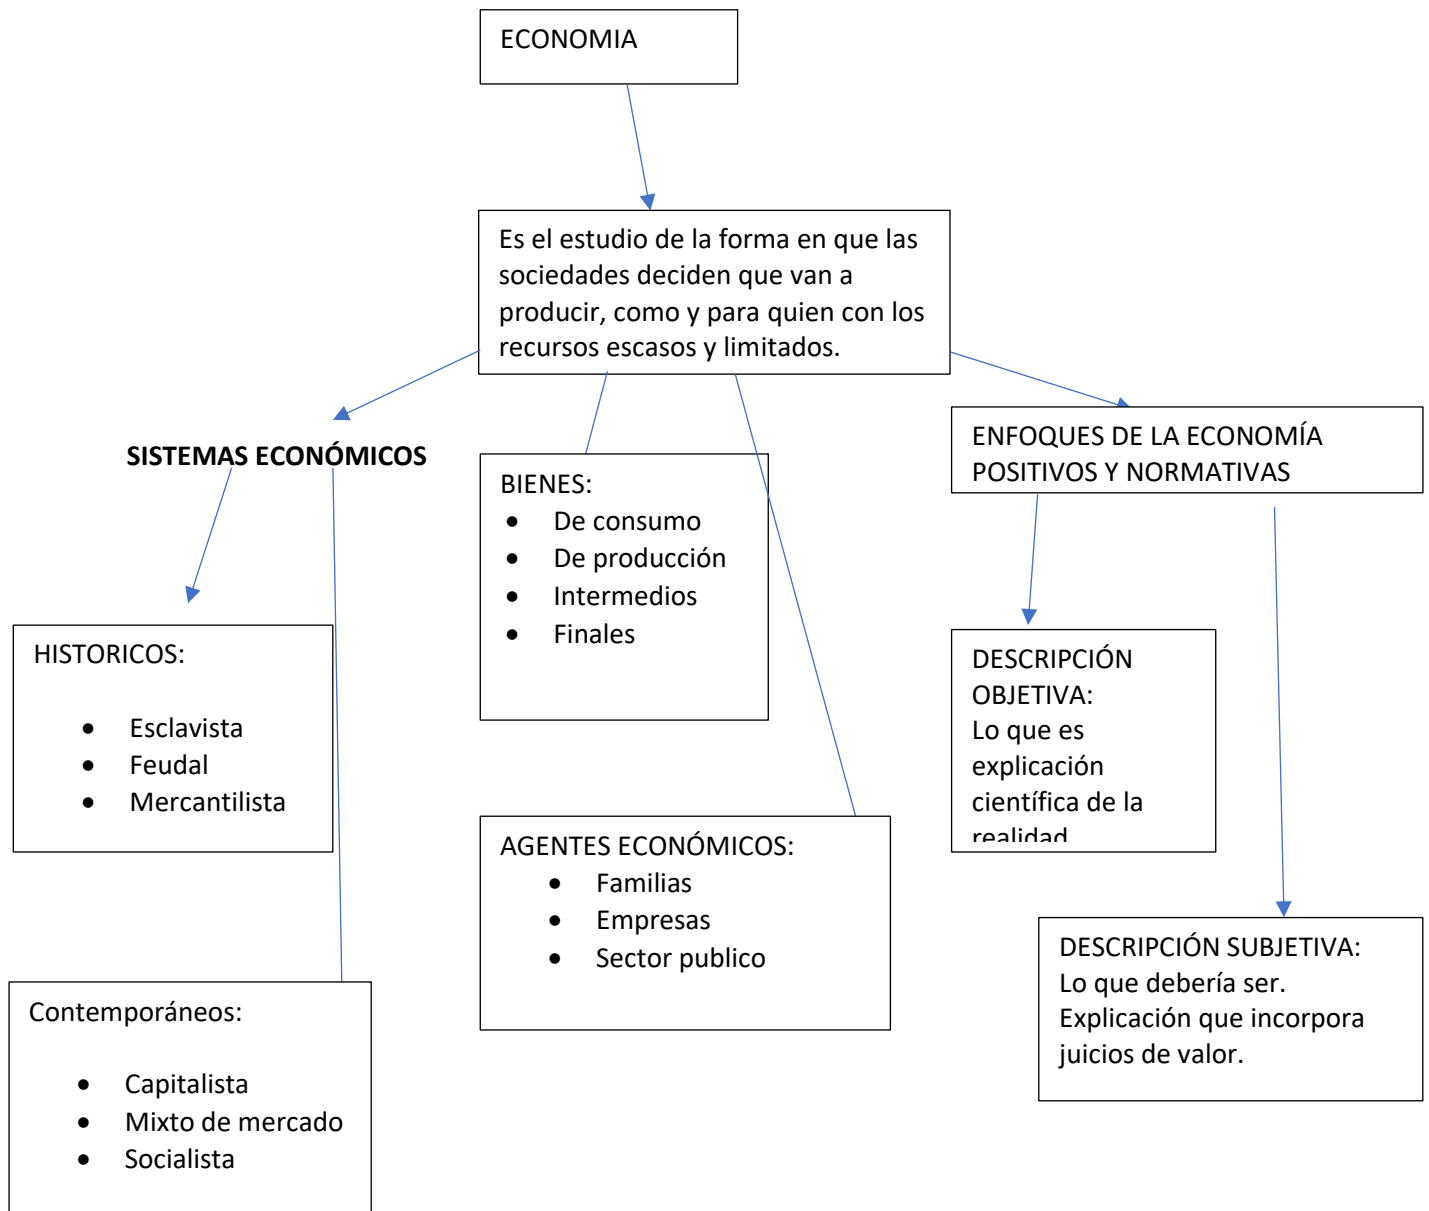 ECONOMIA
Es el estudio de la forma en que las
sociedades deciden que van a
producir, como y para quien con los
recursos escasos y limitados.
SISTEMAS ECONÓMICOS
HISTORICOS:
• Esclavista
• Feudal
• Mercantilista
Contemporáneos:
• Capitalista
• Mixto de mercado
• Socialista
BIENES:
• De consumo
• De producción
• Intermedios
• Finales
AGENTES ECONÓMICOS:
• Familias
• Empresas
• Sector publico
ENFOQUES DE LA ECONOMÍA
POSITIVOS Y NORMATIVAS
DESCRIPCIÓN
OBJETIVA:
Lo que es
explicación
científica de la
realidad
DESCRIPCIÓN SUBJETIVA:
Lo que debería ser.
Explicación que incorpora
juicios de valor.